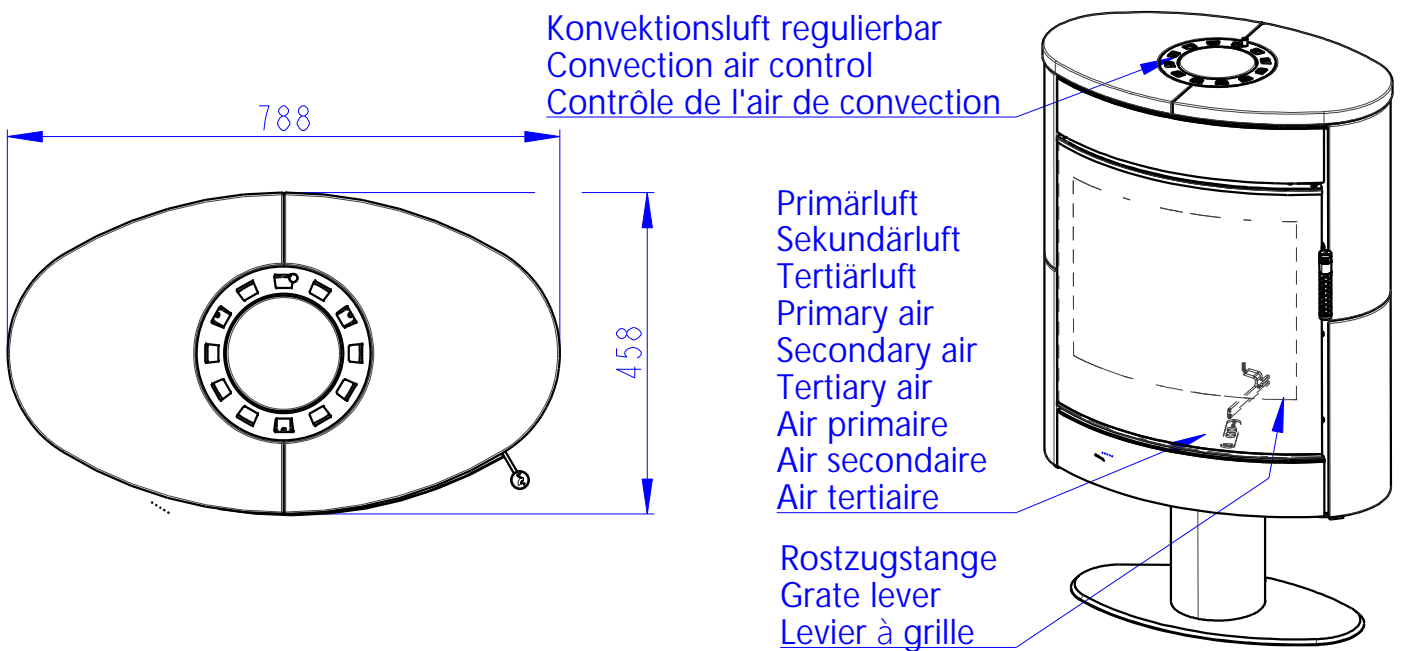 Konvektionsluft regulierbar
Convection air control
Contrôle de l'air de convection
788
458
Primärluft
Sekundärluft
Tertiärluft
Primary air
Secondary air
Tertiary air
Air primaire
Air secondaire
Air tertiaire
Rostzugstange
Grate lever
Levier à grille